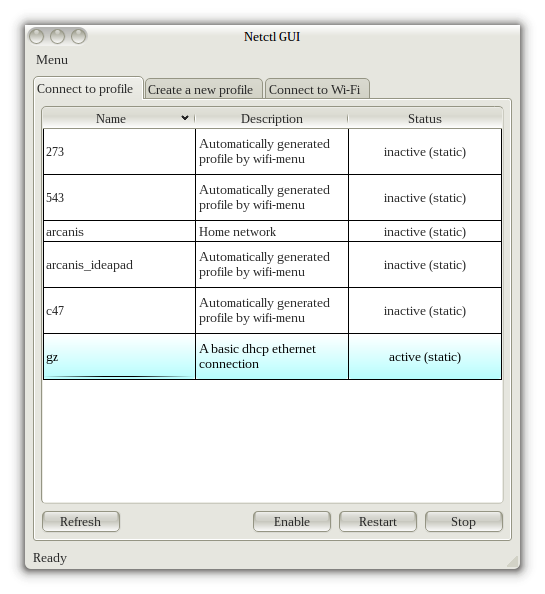 Netctl GUI
Menu
Connect to profile Create a new profile Connect to Wi-Fi
Name Description Status
273 Automatically generated profile by wifi-menu inactive (static)
543 Automatically generated profile by wifi-menu inactive (static)
arcanis Home network inactive (static)
arcanis_ideapad Automatically generated profile by wifi-menu inactive (static)
c47 Automatically generated profile by wifi-menu inactive (static)
gz A basic dhcp ethernet connection active (static)
Refresh Enable Restart Stop
Ready